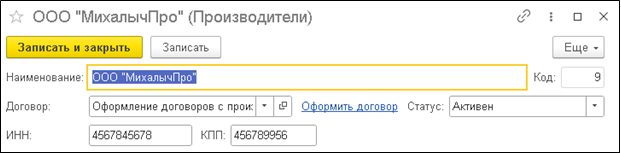 ООО "МихалычПро" (Производители)
Записать и закрыть Записать Еще
Наименование: ООО "МихалычПро" Код: 9
Договор: Оформление договоров с прои: Оформить договор Статус: Активен
ИНН: 4567845678 КПП: 456789956